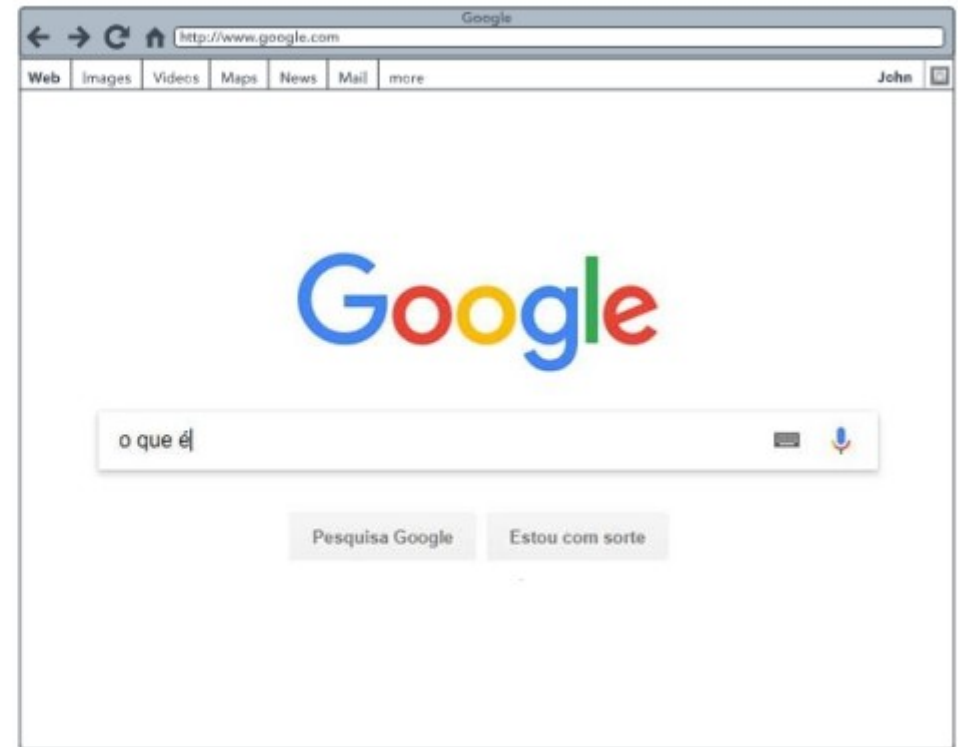 Google
http://www.google.com
Web Images Videos Maps News Mail more John
Google
o que é
Pesquisa Google Estou com sorte